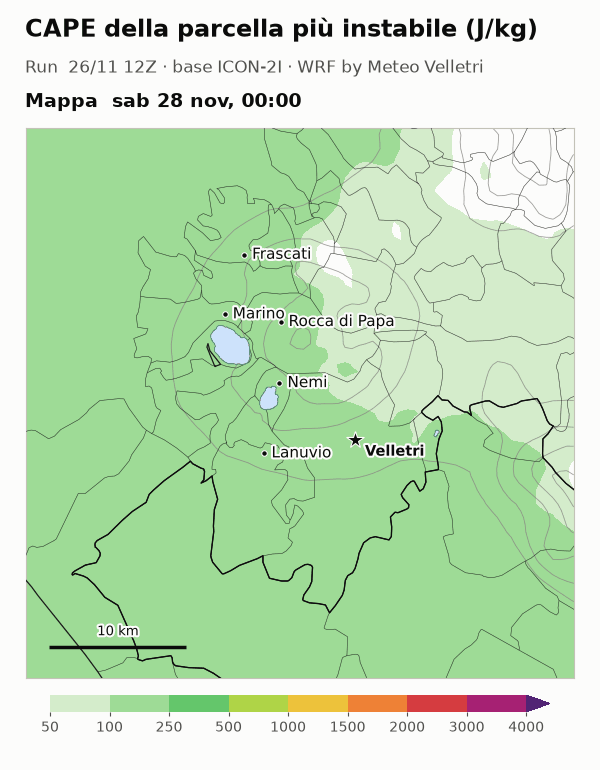 CAPE della parcella più instabile (J/kg)
Run  26/11 12Z · base ICON-2I · WRF by Meteo Velletri
Mappa  sab 28 nov, 00:00
Frascati
Marino
Rocca di Papa
Nemi
Velletri
Lanuvio
10 km
50 100 250 500 1000 1500 2000 3000 4000